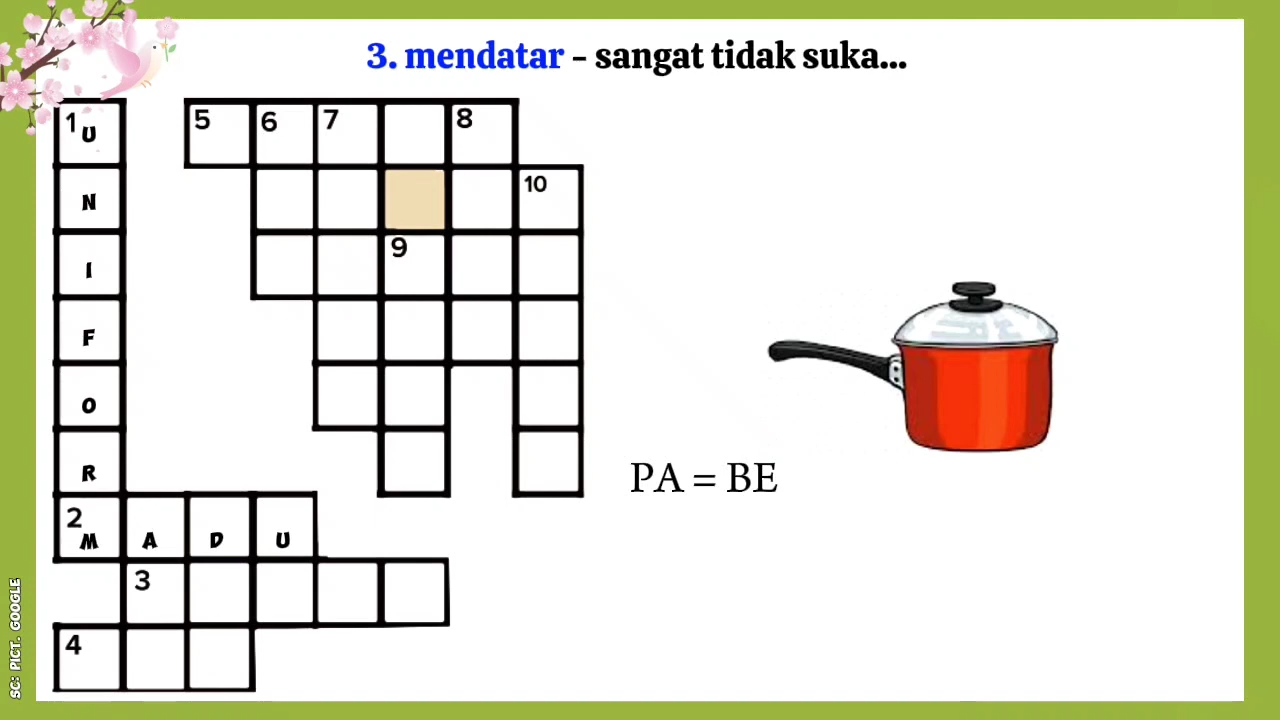 3. mendatar - sangat tidak suka...
1 U
5 6 7 8
N
10
I
9
F
O
R
PA = BE
2 M A D U
3
4
SC: PICT. GOOGLE